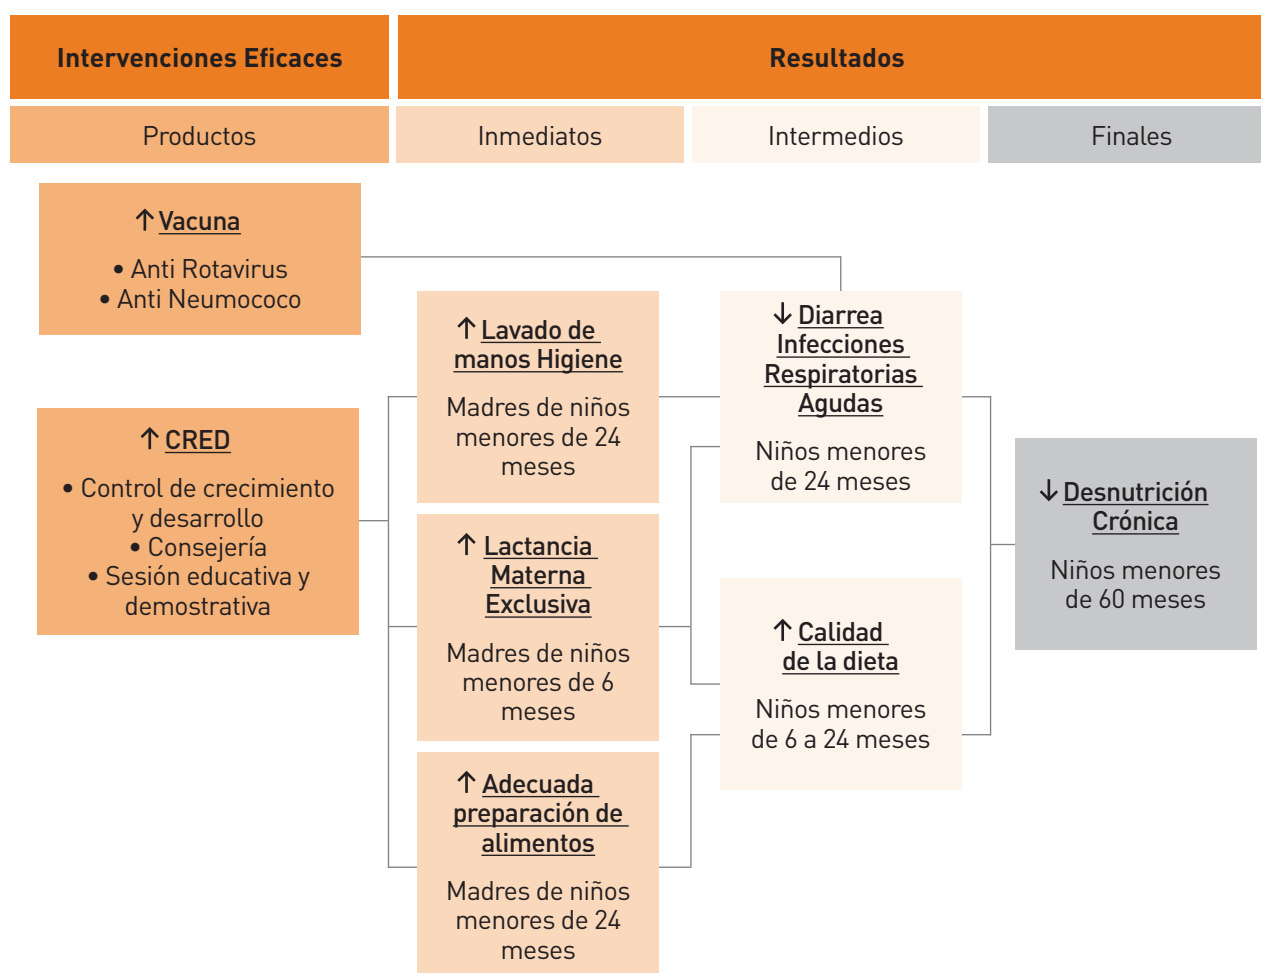 Intervenciones Eficaces
Resultados
Productos
Inmediatos
Intermedios
Finales
↑ Vacuna
• Anti Rotavirus
• Anti Neumococo
↑ CRED
• Control de crecimiento
y desarrollo
• Consejería
• Sesión educativa y
demostrativa
↑ Lavado de
manos Higiene
Madres de niños
menores de 24
meses
↑ Lactancia
Materna
Exclusiva
Madres de niños
menores de 6
meses
↑ Adecuada
preparación de
alimentos
Madres de niños
menores de 24
meses
↓ Diarrea
Infecciones
Respiratorias
Agudas
Niños menores
de 24 meses
↑ Calidad
de la dieta
Niños menores
de 6 a 24 meses
↓ Desnutrición
Crónica
Niños menores
de 60 meses